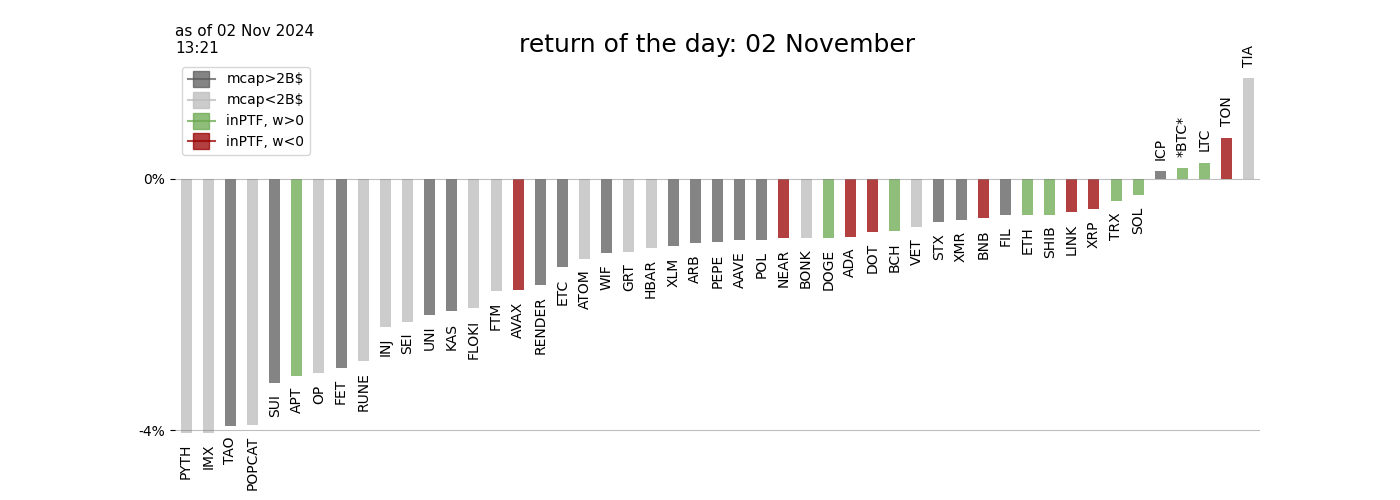 as of 02 Nov 2024
13:21
return of the day: 02 November
mcap>2B$
mcap<2B$
inPTF, w>0
inPTF, w<0
0%
-4%
PYTH
IMX
TAO
POPCAT
SUI
APT
OP
FET
RUNE
INJ
SEI
UNI
KAS
FLOKI
FTM
AVAX
RENDER
ETC
ATOM
WIF
GRT
HBAR
XLM
ARB
PEPE
AAVE
POL
NEAR
BONK
DOGE
ADA
DOT
BCH
VET
STX
XMR
BNB
FIL
ETH
SHIB
LINK
XRP
TRX
SOL
ICP
*BTC*
LTC
TON
TIA